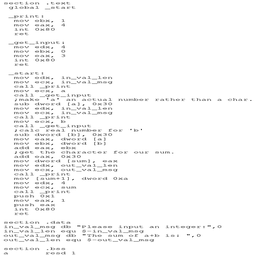 section .text
global _start
_print:
mov ebx, 1
mov eax, 4
int 0x80
ret
_get_input:
mov edx, 4
mov ebx, 0
mov eax, 3
int 0x80
ret
_start:
mov edx, in_val_len
mov ecx, in_val_msg
call _print
mov ecx, a
call _get_input
;make 'a' an actual number rather than a char.
sub dword [a], 0x30
mov edx, in_val_len
mov ecx, in_val_msg
call _print
mov ecx, b
call _get_input
;calc real number for 'b'
sub dword [b], 0x30
mov eax, dword [a]
mov ebx, dword [b]
add eax, ebx
;get the character for our sum.
add eax, 0x30
mov dword [sum], eax
mov edx, out_val_len
mov ecx, out_val_msg
call _print
mov [sum+1], dword 0xa
mov edx, 4
mov ecx, sum
call _print
push 0x1
mov eax, 1
push eax
int 0x80
ret
section .data
in_val_msg db "Please input an integer:",0
in_val_len equ $-in_val_msg
out_val_msg db "The sum of a+b is: ",0
out_val_len equ $-out_val_msg
section .bss
a resd 1